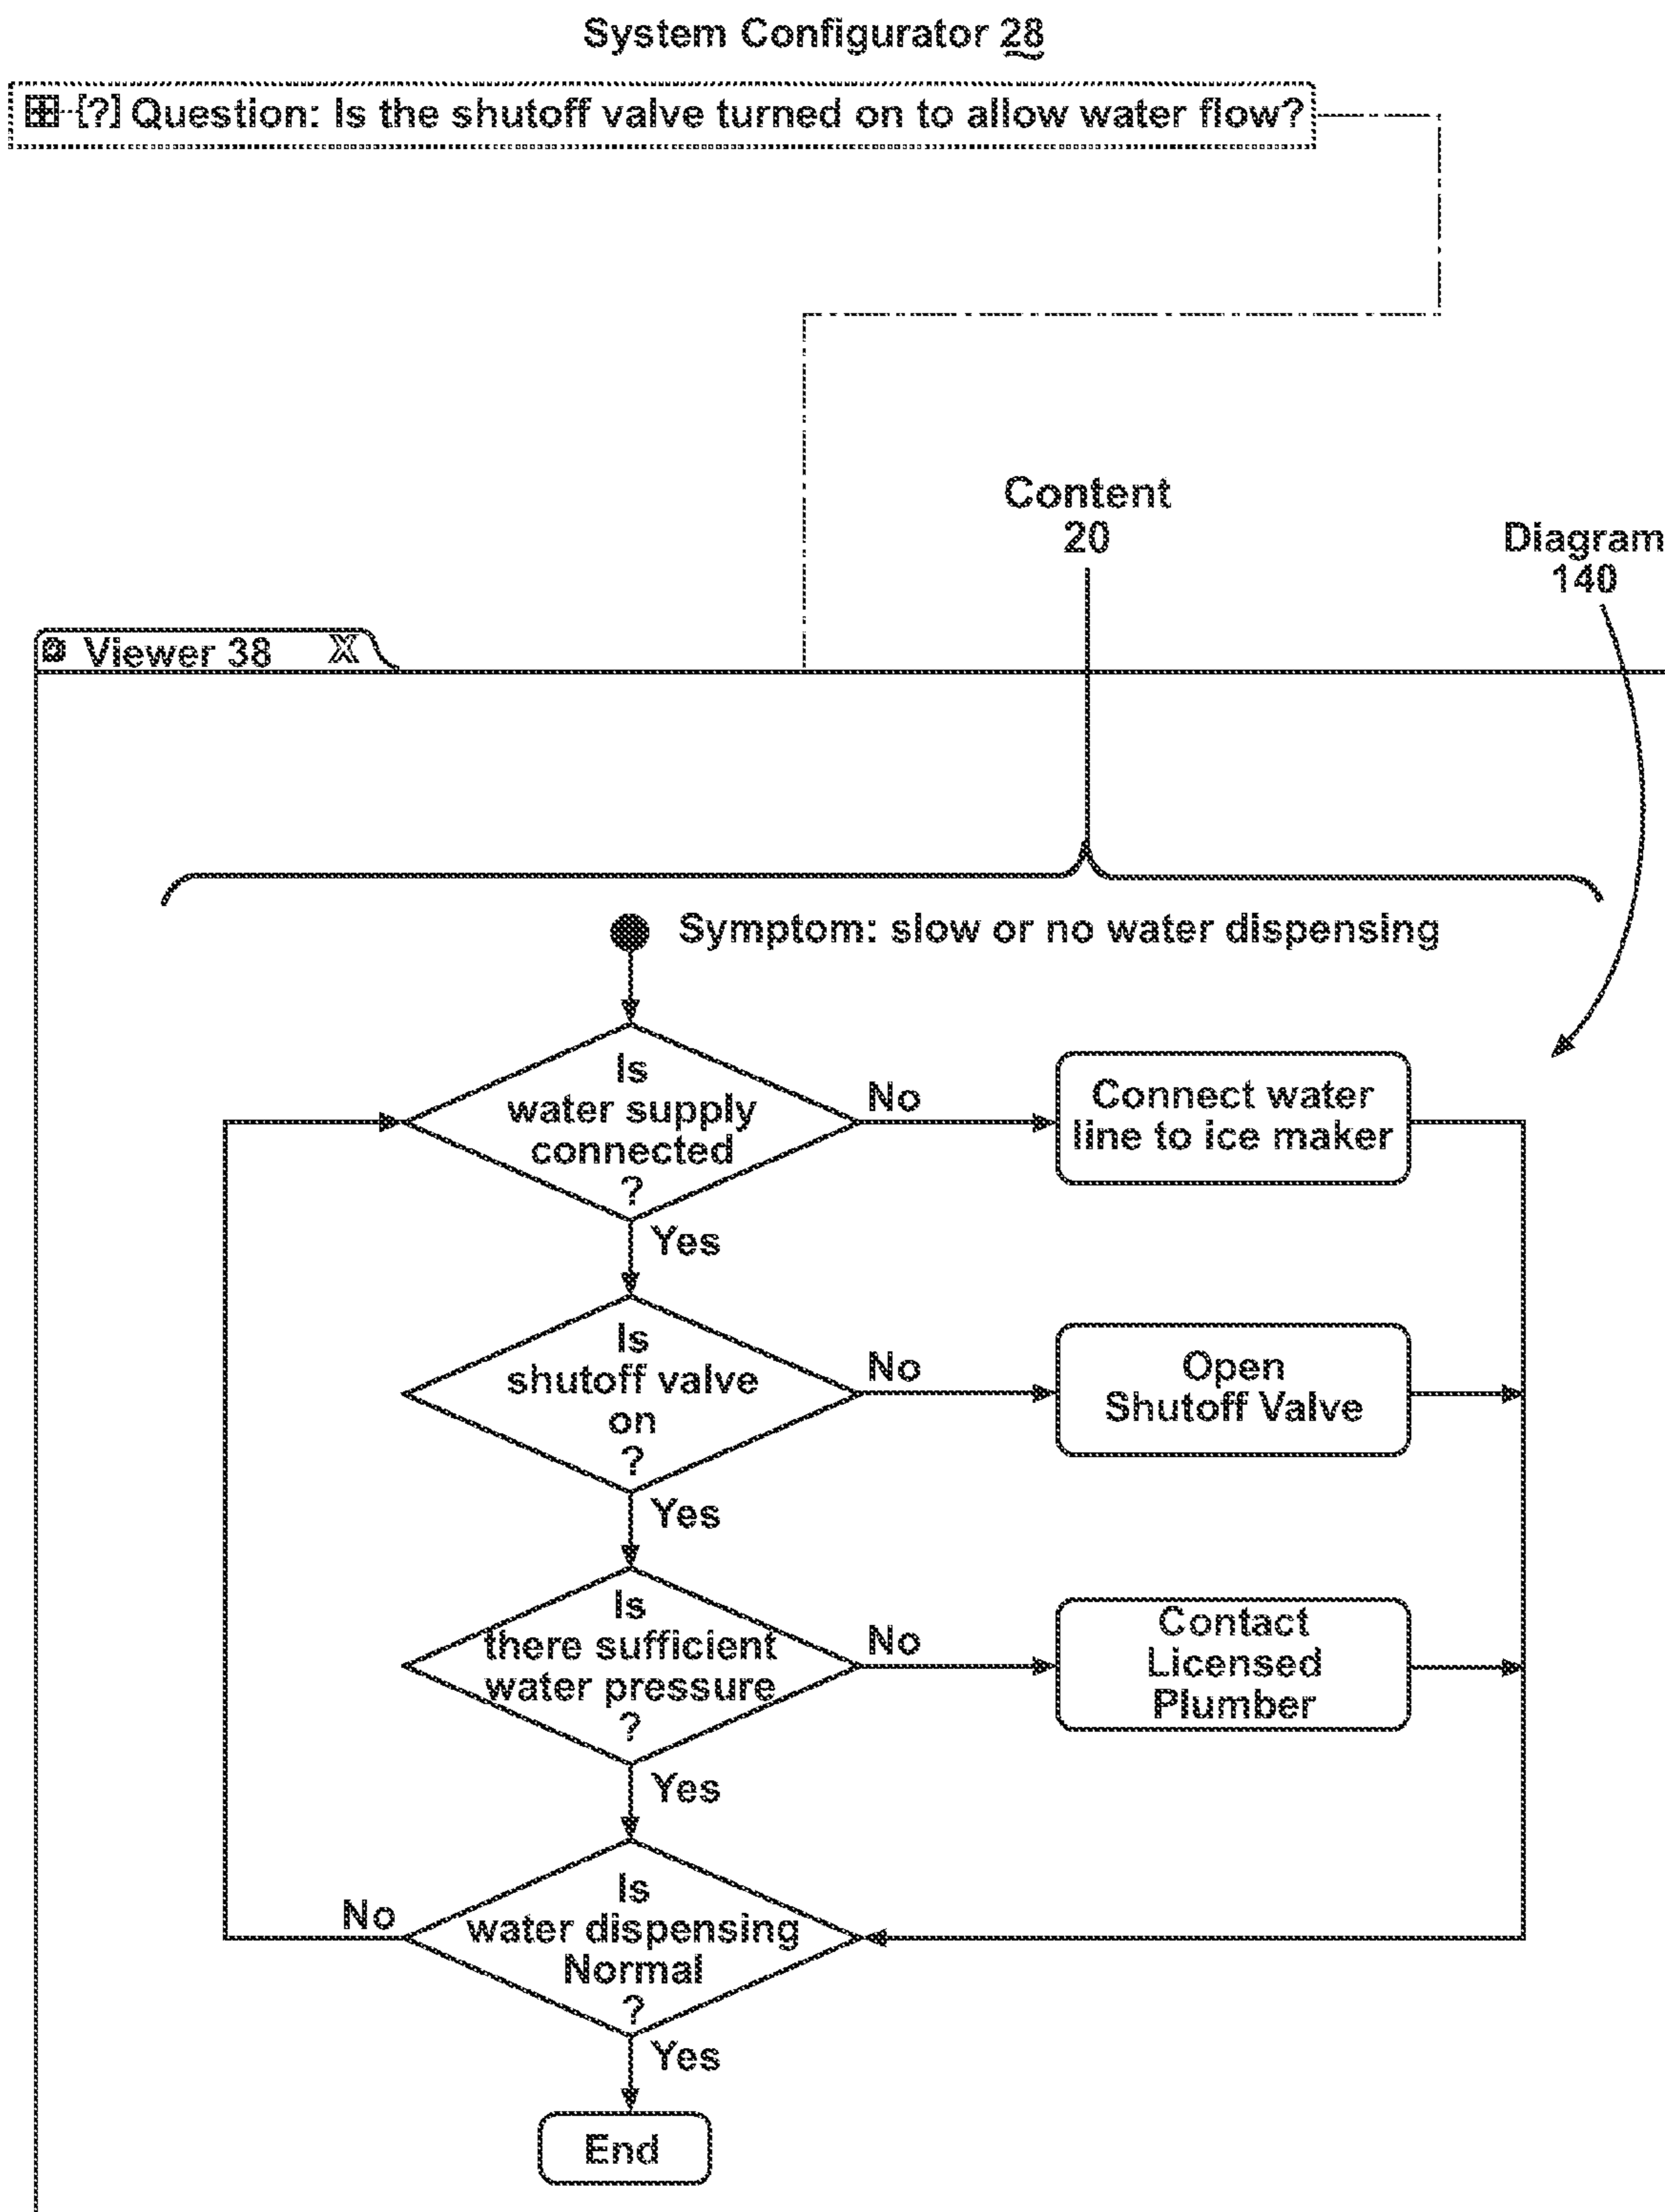 System Configurator 28
[?] Question: Is the shutoff valve turned on to allow water flow?
Content
20
Diagram
140
Viewer 38 X
Symptom: slow or no water dispensing
Is
water supply
connected
?
No
Connect water
line to ice maker
Yes
Is
shutoff valve
on
?
No
Open
Shutoff Valve
Yes
Is
there sufficient
water pressure
?
No
Contact
Licensed
Plumber
Yes
Is
water dispensing
Normal
?
No
Yes
End